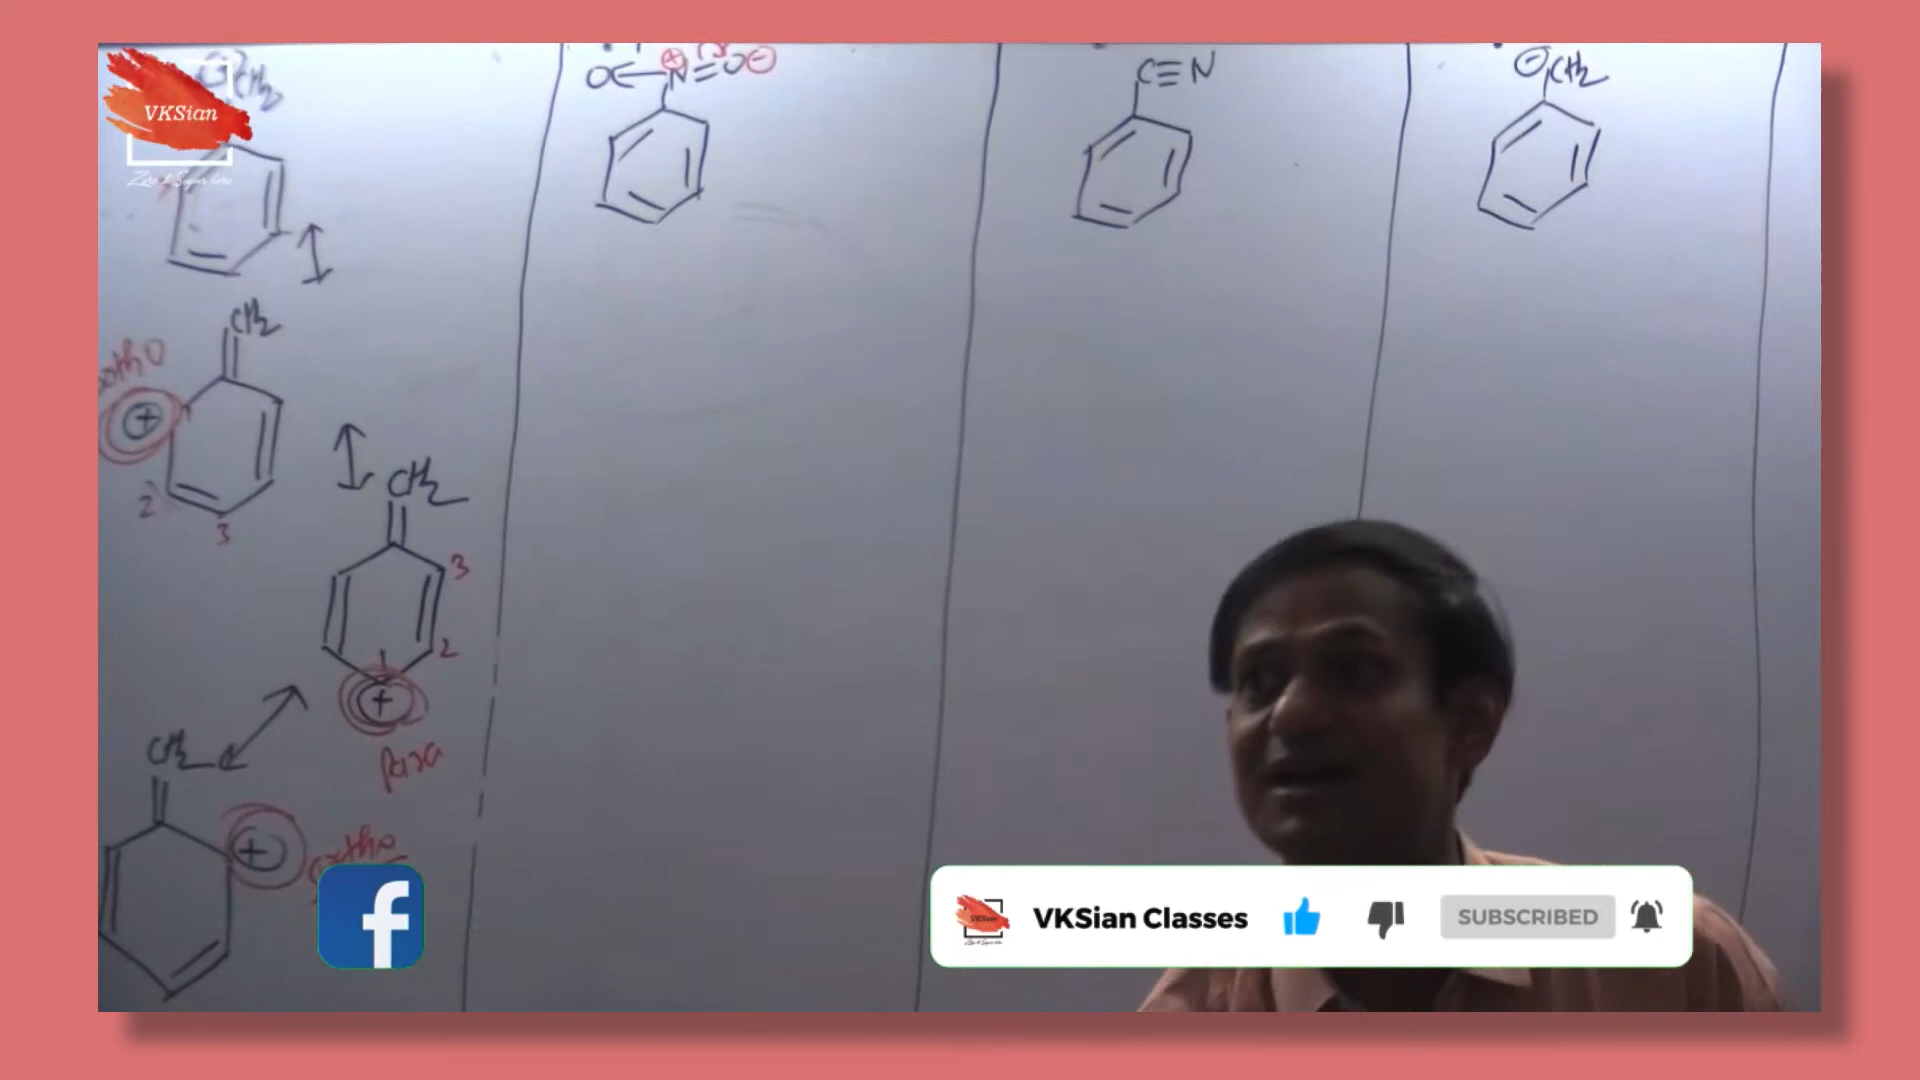 VKSian
CH2
O←N=O
⊕
⊖
C≡N
⊖
CH2
CH2
ortho
+
2
3
CH2
3
2
1
+
para
CH2
+
ortho
f
VKSian Classes
SUBSCRIBED